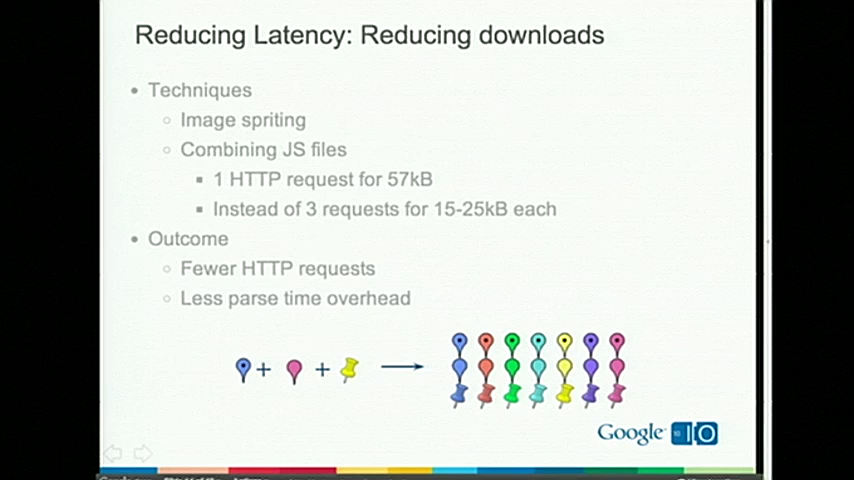 Reducing Latency: Reducing downloads
Techniques
Image spriting
Combining JS files
1 HTTP request for 57kB
Instead of 3 requests for 15-25kB each
Outcome
Fewer HTTP requests
Less parse time overhead
+ + 
Google 10 IO